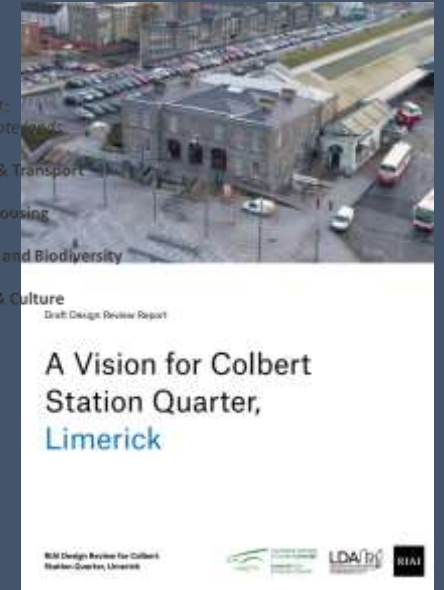 & Transport
ousing
and Biodiversity
& Culture
Draft Design Review Report
A Vision for Colbert
Station Quarter,
Limerick
RIAI Design Review for Colbert
Station Quarter, Limerick
LDA
RIAI